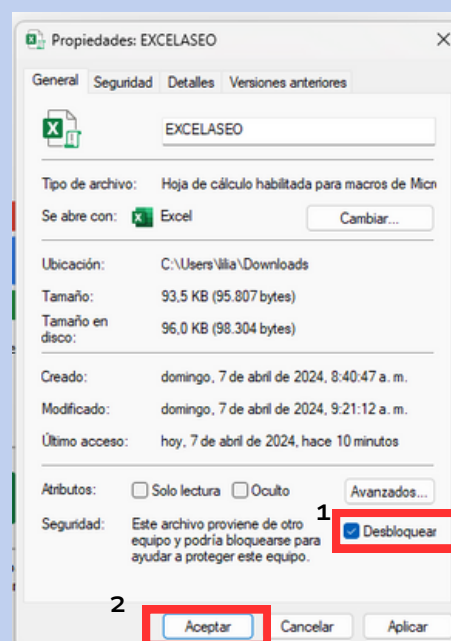 Propiedades: EXCELASEO
General Seguridad Detalles Versiones anteriores
EXCELASEO
Tipo de archivo: Hoja de cálculo habilitada para macros de Micr
Se abre con: Excel Cambiar...
Ubicación: C:\Users\lilia\Downloads
Tamaño: 93,5 KB (95.807 bytes)
Tamaño en
disco: 96,0 KB (98.304 bytes)
Creado: domingo, 7 de abril de 2024, 8:40:47 a. m.
Modificado: domingo, 7 de abril de 2024, 9:21:12 a. m.
Último acceso: hoy, 7 de abril de 2024, hace 10 minutos
Atributos: Solo lectura Oculto Avanzados...
1
Seguridad: Este archivo proviene de otro
equipo y podría bloquearse para
ayudar a proteger este equipo.
Desbloquear
2
Aceptar Cancelar Aplicar